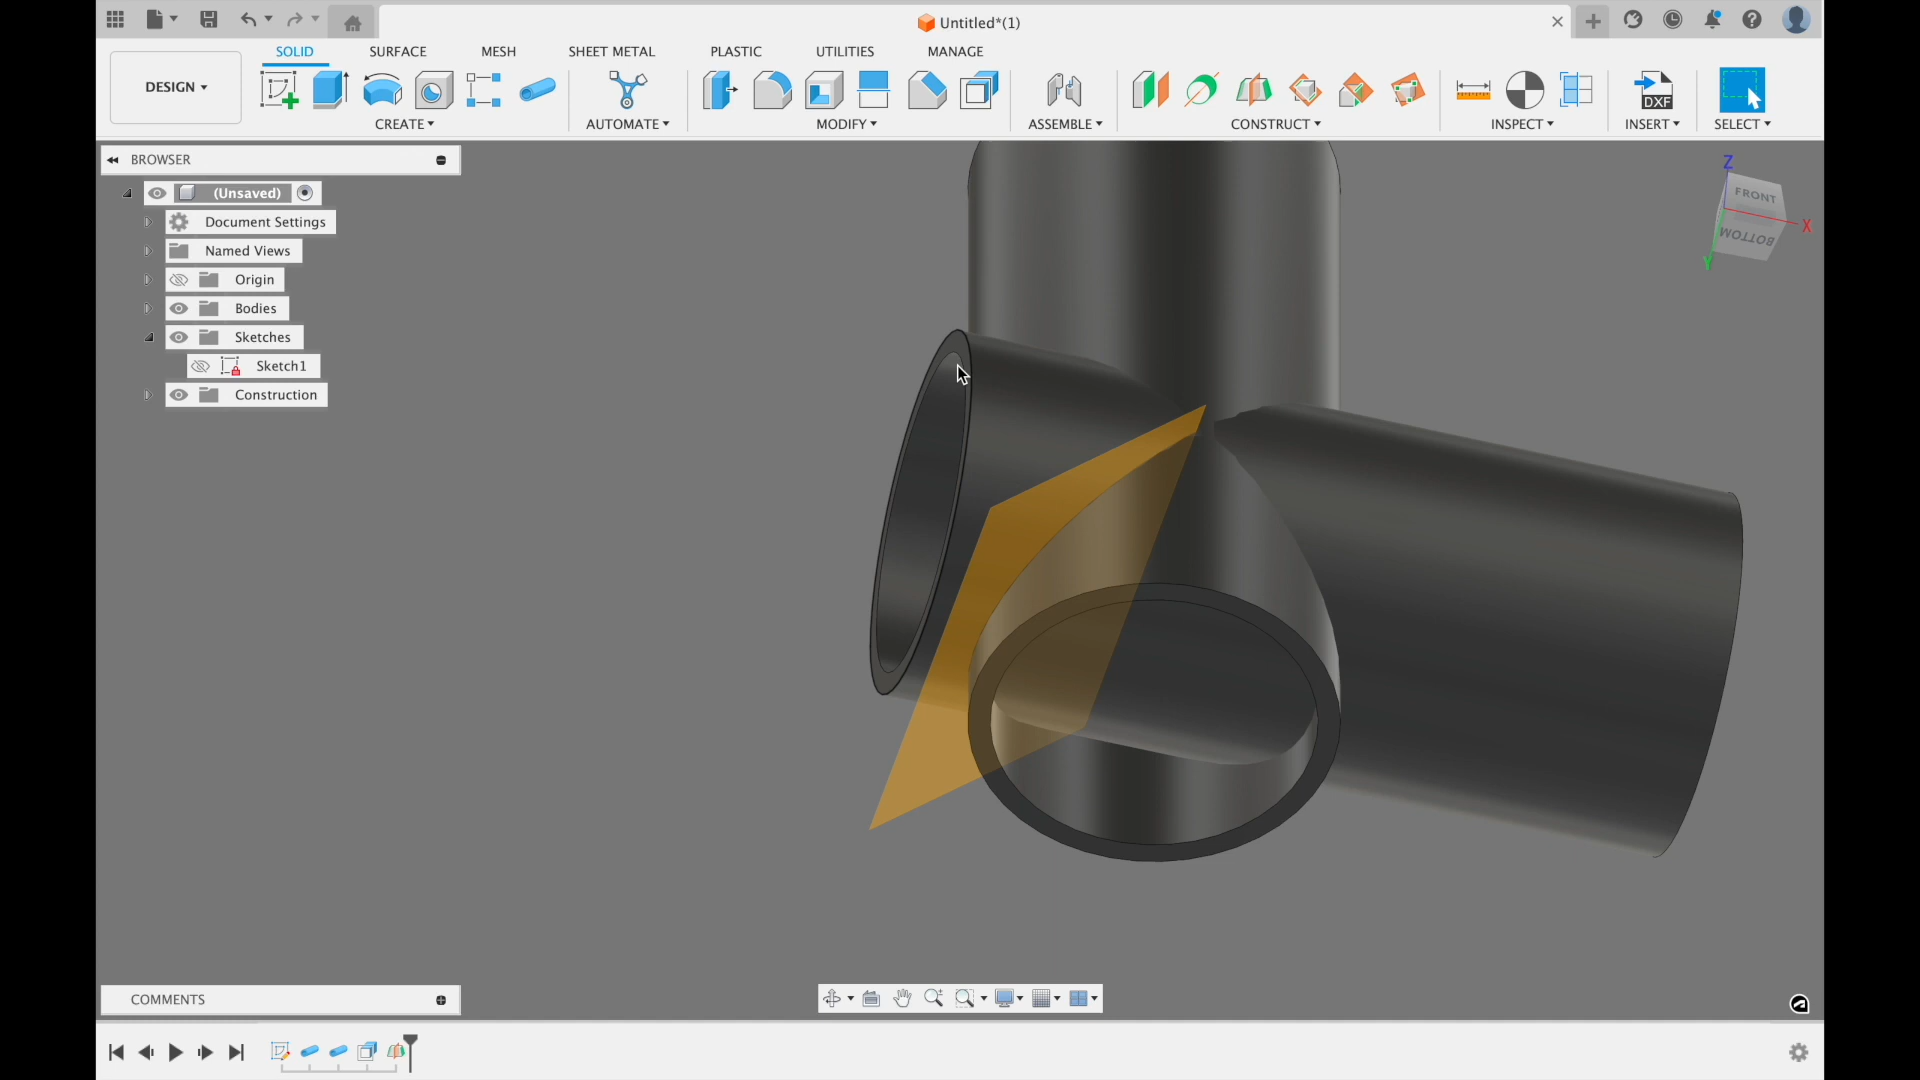 Untitled*(1)
DESIGN
SOLID
SURFACE
MESH
SHEET METAL
PLASTIC
UTILITIES
MANAGE
CREATE
AUTOMATE
MODIFY
ASSEMBLE
CONSTRUCT
INSPECT
DXF
INSERT
SELECT
BROWSER
(Unsaved)
Document Settings
Named Views
Origin
Bodies
Sketches
Sketch1
Construction
Z
FRONT
X
BOTTOM
Y
COMMENTS